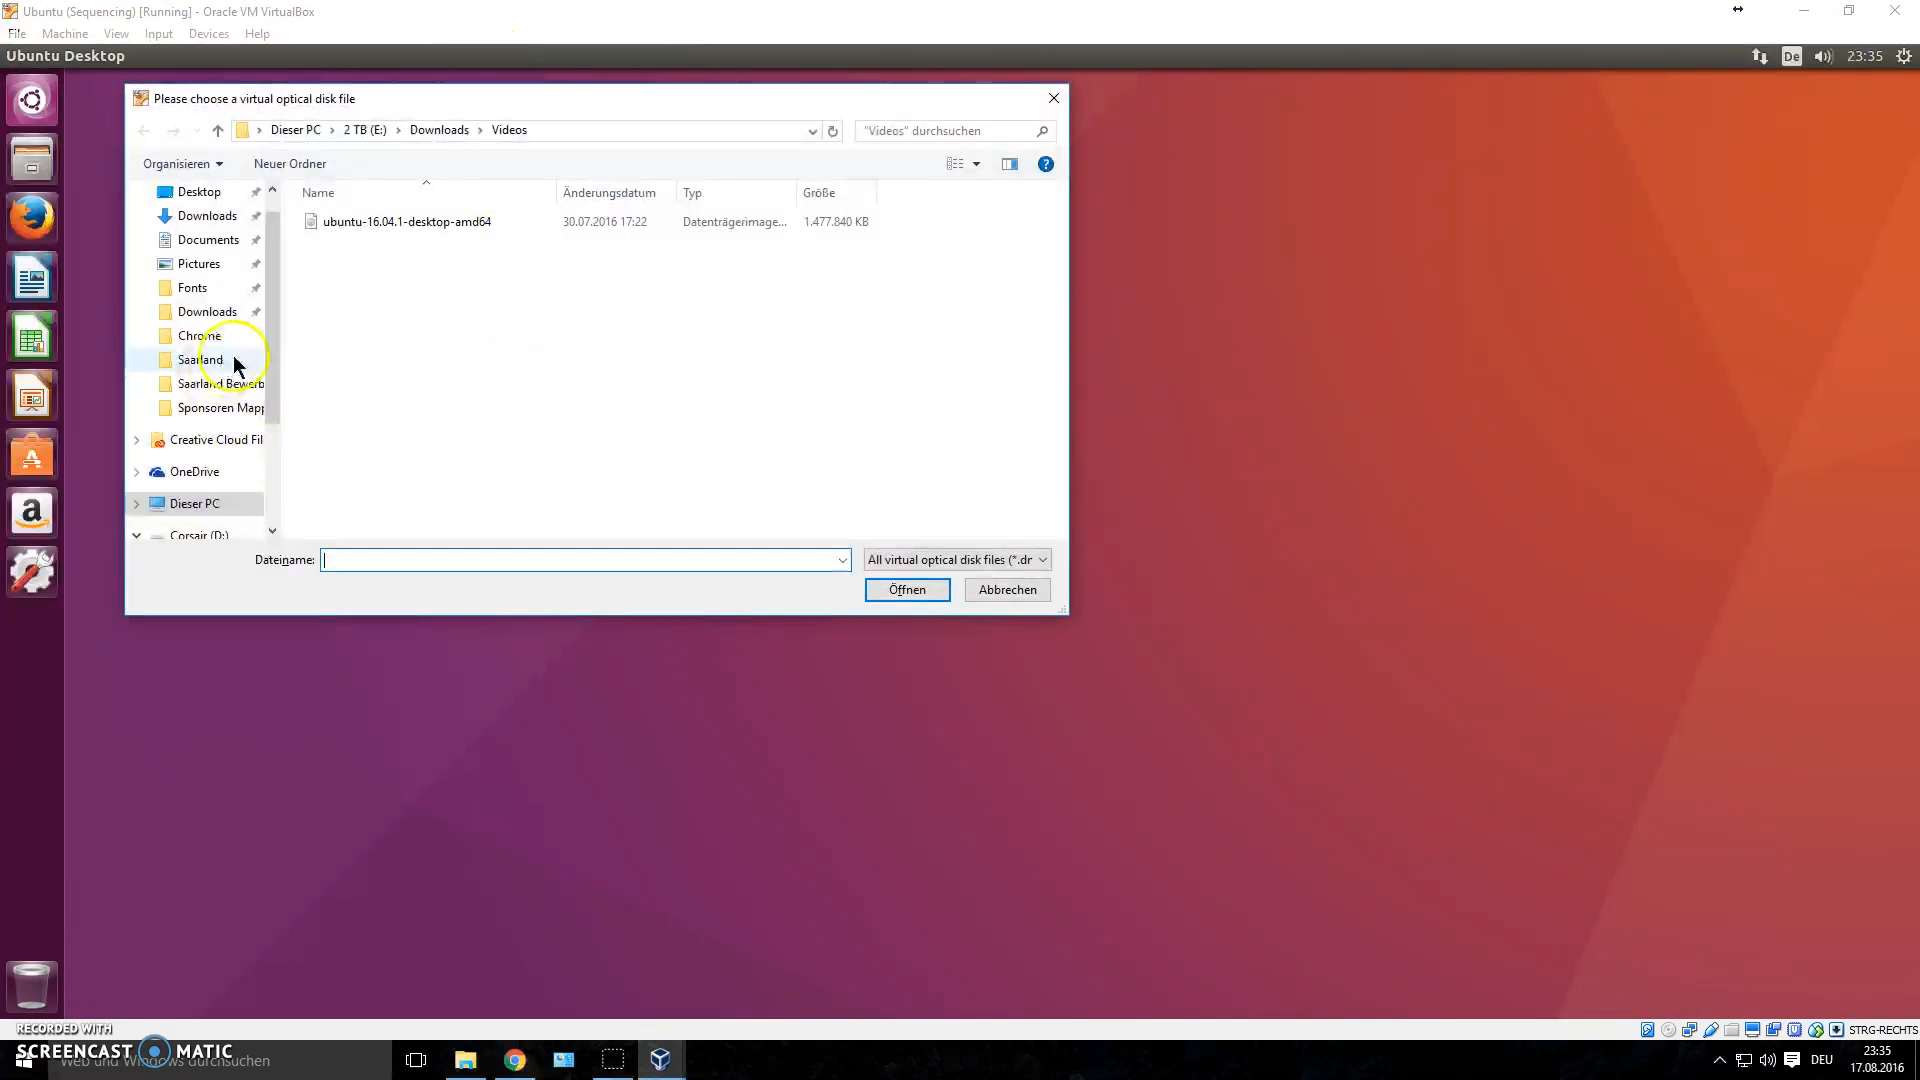 Ubuntu (Sequencing) [Running] - Oracle VM VirtualBox
File Machine View Input Devices Help
Ubuntu Desktop De 23:35
Please choose a virtual optical disk file
Dieser PC 2 TB (E:) Downloads Videos "Videos" durchsuchen
Organisieren Neuer Ordner
Name Änderungsdatum Typ Größe
ubuntu-16.04.1-desktop-amd64 30.07.2016 17:22 Datenträgerimage... 1.477.840 KB
Desktop
Downloads
Documents
Pictures
Fonts
Downloads
Chrome
Saarland
Saarland Bewerb
Sponsoren Mapp
Creative Cloud Fil
OneDrive
Dieser PC
Corsair (D:)
Dateiname: All virtual optical disk files (*.dr
Öffnen Abbrechen
STRG-RECHTS
RECORDED WITH
SCREENCAST MATIC
Web und Windows durchsuchen
DEU 23:35
17.08.2016